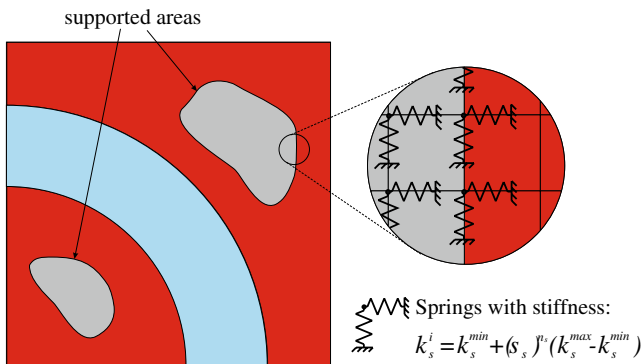 supported areas
Springs with stiffness:
k_s^i = k_s^min + (s_s)^{n_s} (k_s^max - k_s^min)